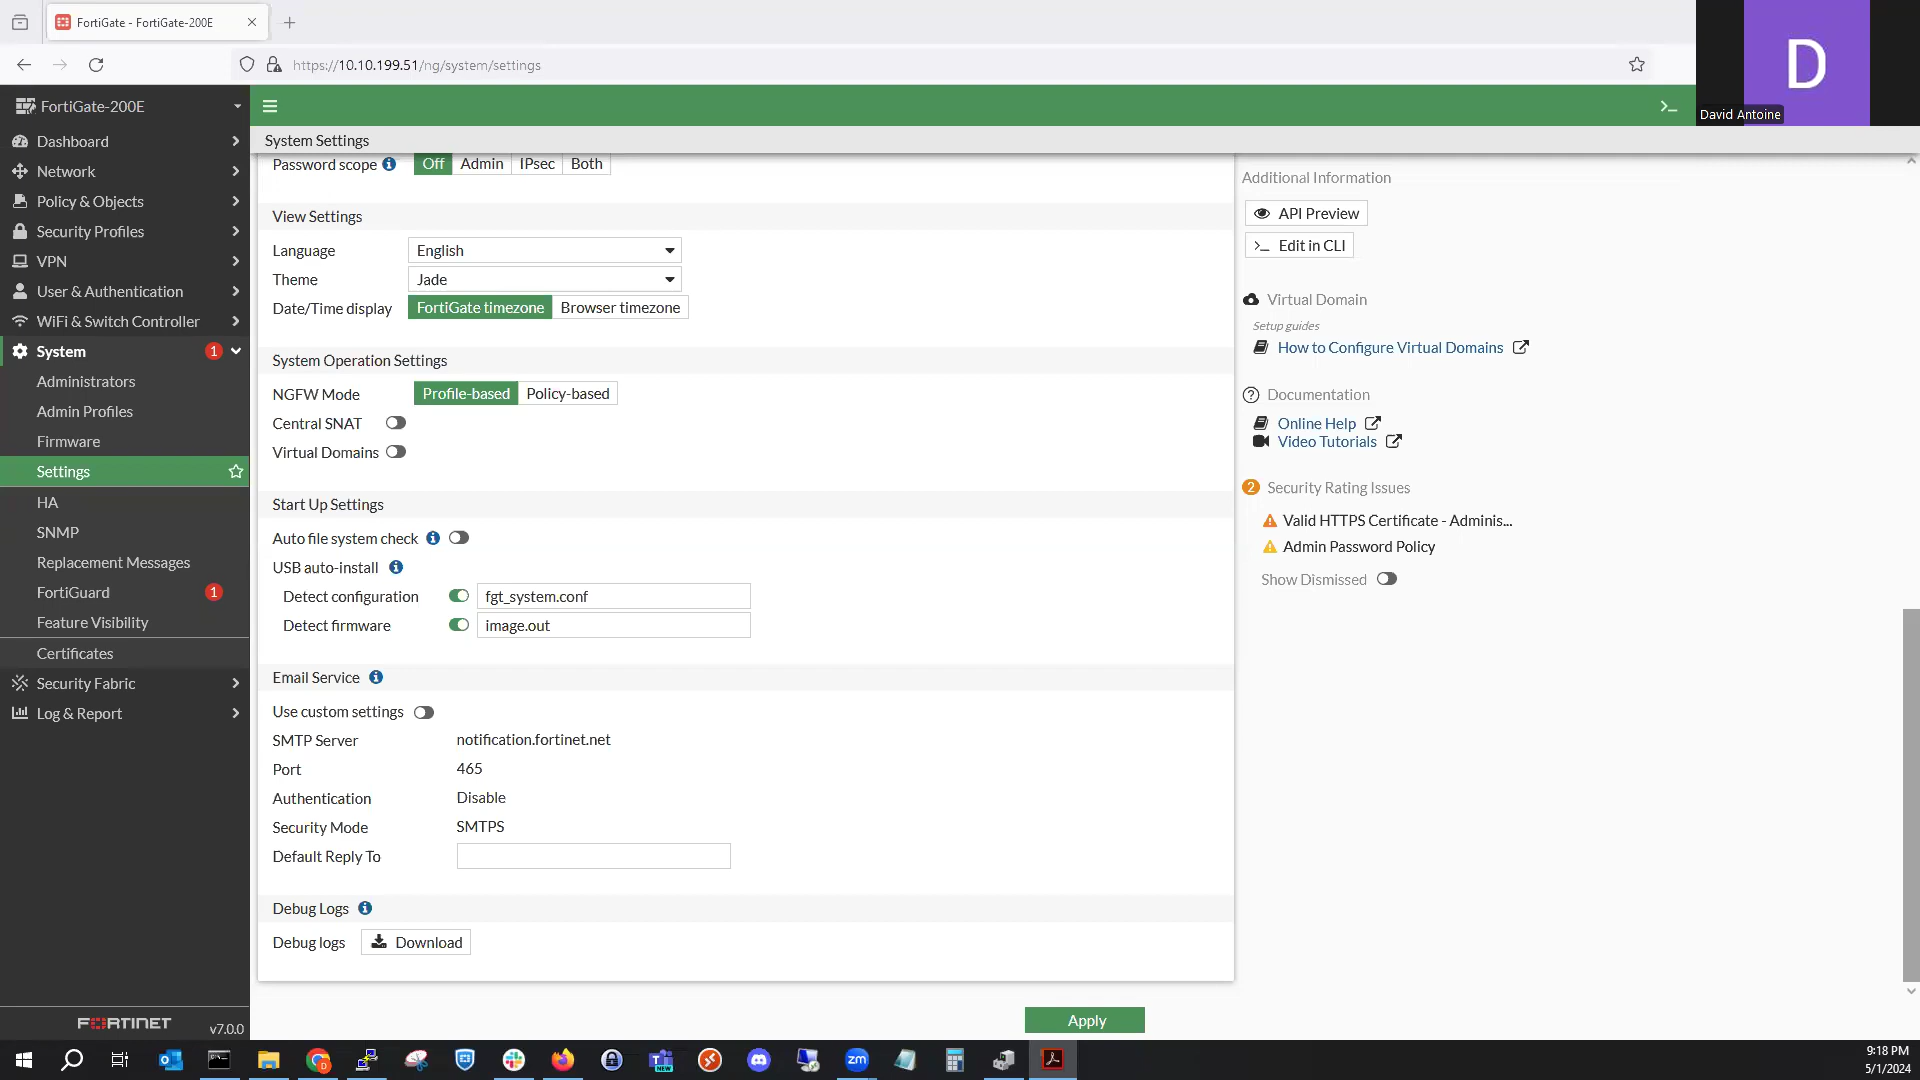 FortiGate - FortiGate-200E
https://10.10.199.51/ng/system/settings
D
David Antoine
FortiGate-200E
Dashboard
Network
Policy & Objects
Security Profiles
VPN
User & Authentication
WiFi & Switch Controller
System 1
Administrators
Admin Profiles
Firmware
Settings
HA
SNMP
Replacement Messages
FortiGuard 1
Feature Visibility
Certificates
Security Fabric
Log & Report
FORTINET v7.0.0
System Settings
Password scope Off Admin IPsec Both
View Settings
Language English
Theme Jade
Date/Time display FortiGate timezone Browser timezone
System Operation Settings
NGFW Mode Profile-based Policy-based
Central SNAT
Virtual Domains
Start Up Settings
Auto file system check
USB auto-install
Detect configuration fgt_system.conf
Detect firmware image.out
Email Service
Use custom settings
SMTP Server notification.fortinet.net
Port 465
Authentication Disable
Security Mode SMTPS
Default Reply To
Debug Logs
Debug logs Download
Apply
Additional Information
API Preview
>_ Edit in CLI
Virtual Domain
Setup guides
How to Configure Virtual Domains
Documentation
Online Help
Video Tutorials
2 Security Rating Issues
Valid HTTPS Certificate - Adminis...
Admin Password Policy
Show Dismissed
zm
NEW
9:18 PM
5/1/2024